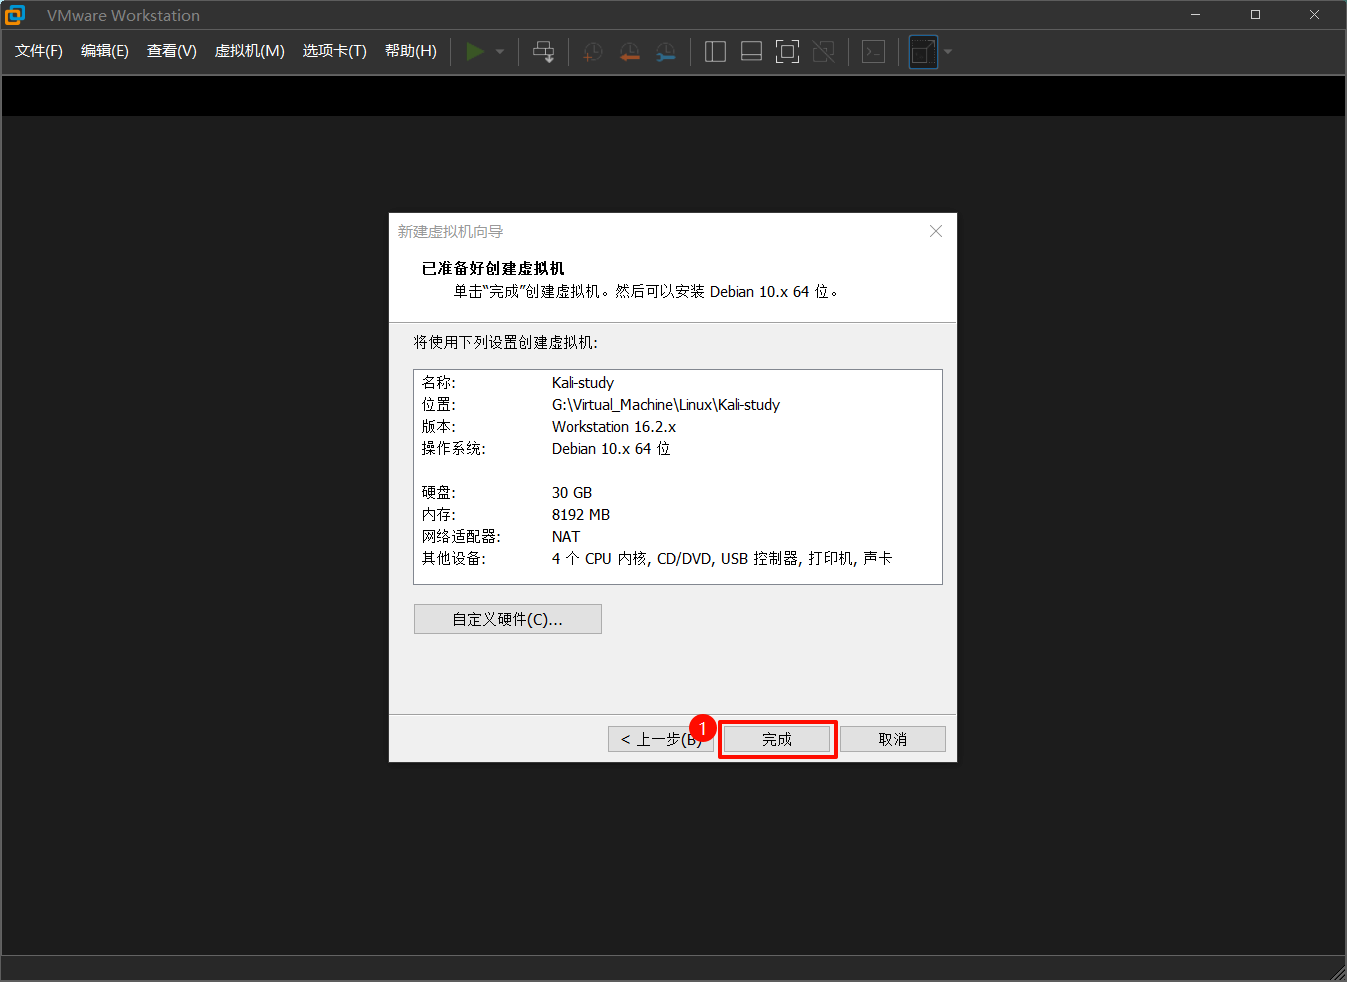 VMware Workstation
文件(F) 编辑(E) 查看(V) 虚拟机(M) 选项卡(T) 帮助(H)
新建虚拟机向导
已准备好创建虚拟机
单击“完成”创建虚拟机。然后可以安装 Debian 10.x 64 位。
将使用下列设置创建虚拟机:
名称: Kali-study
位置: G:\Virtual_Machine\Linux\Kali-study
版本: Workstation 16.2.x
操作系统: Debian 10.x 64 位
硬盘: 30 GB
内存: 8192 MB
网络适配器: NAT
其他设备: 4 个 CPU 内核, CD/DVD, USB 控制器, 打印机, 声卡
自定义硬件(C)...
< 上一步(B) 1 完成 取消